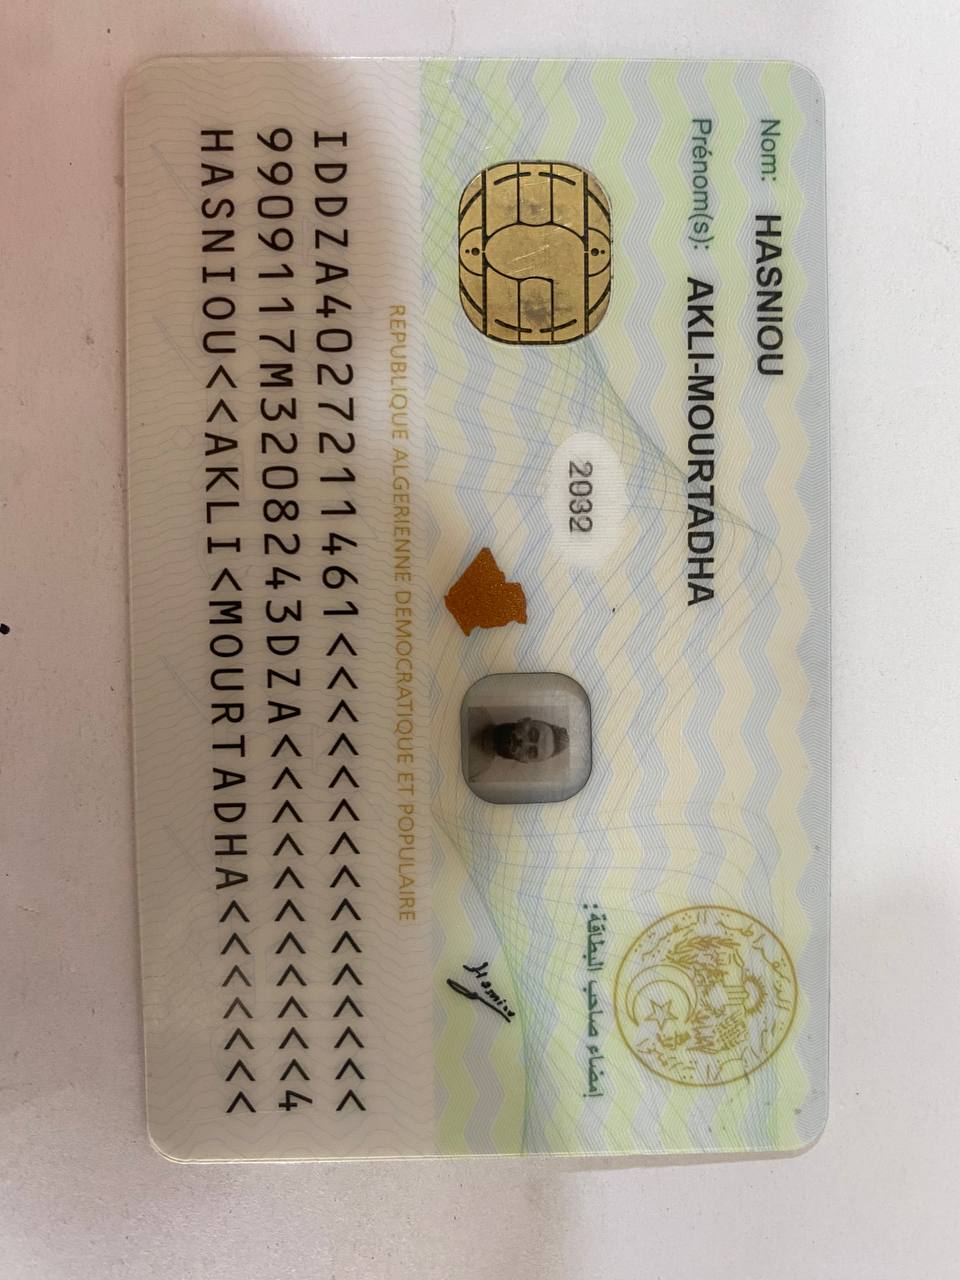 Nom: HASNIOU
Prénom(s): AKLI-MOURTADHA
2032
إمضاء صاحب البطاقة:
Hasniou
REPUBLIQUE ALGERIENNE DEMOCRATIQUE ET POPULAIRE
IDDZA4027211461<<<<<<<<<<<<<<<
9909117M3208243DZA<<<<<<<<<<<4
HASNIOU<<AKLI<MOURTADHA<<<<<<<